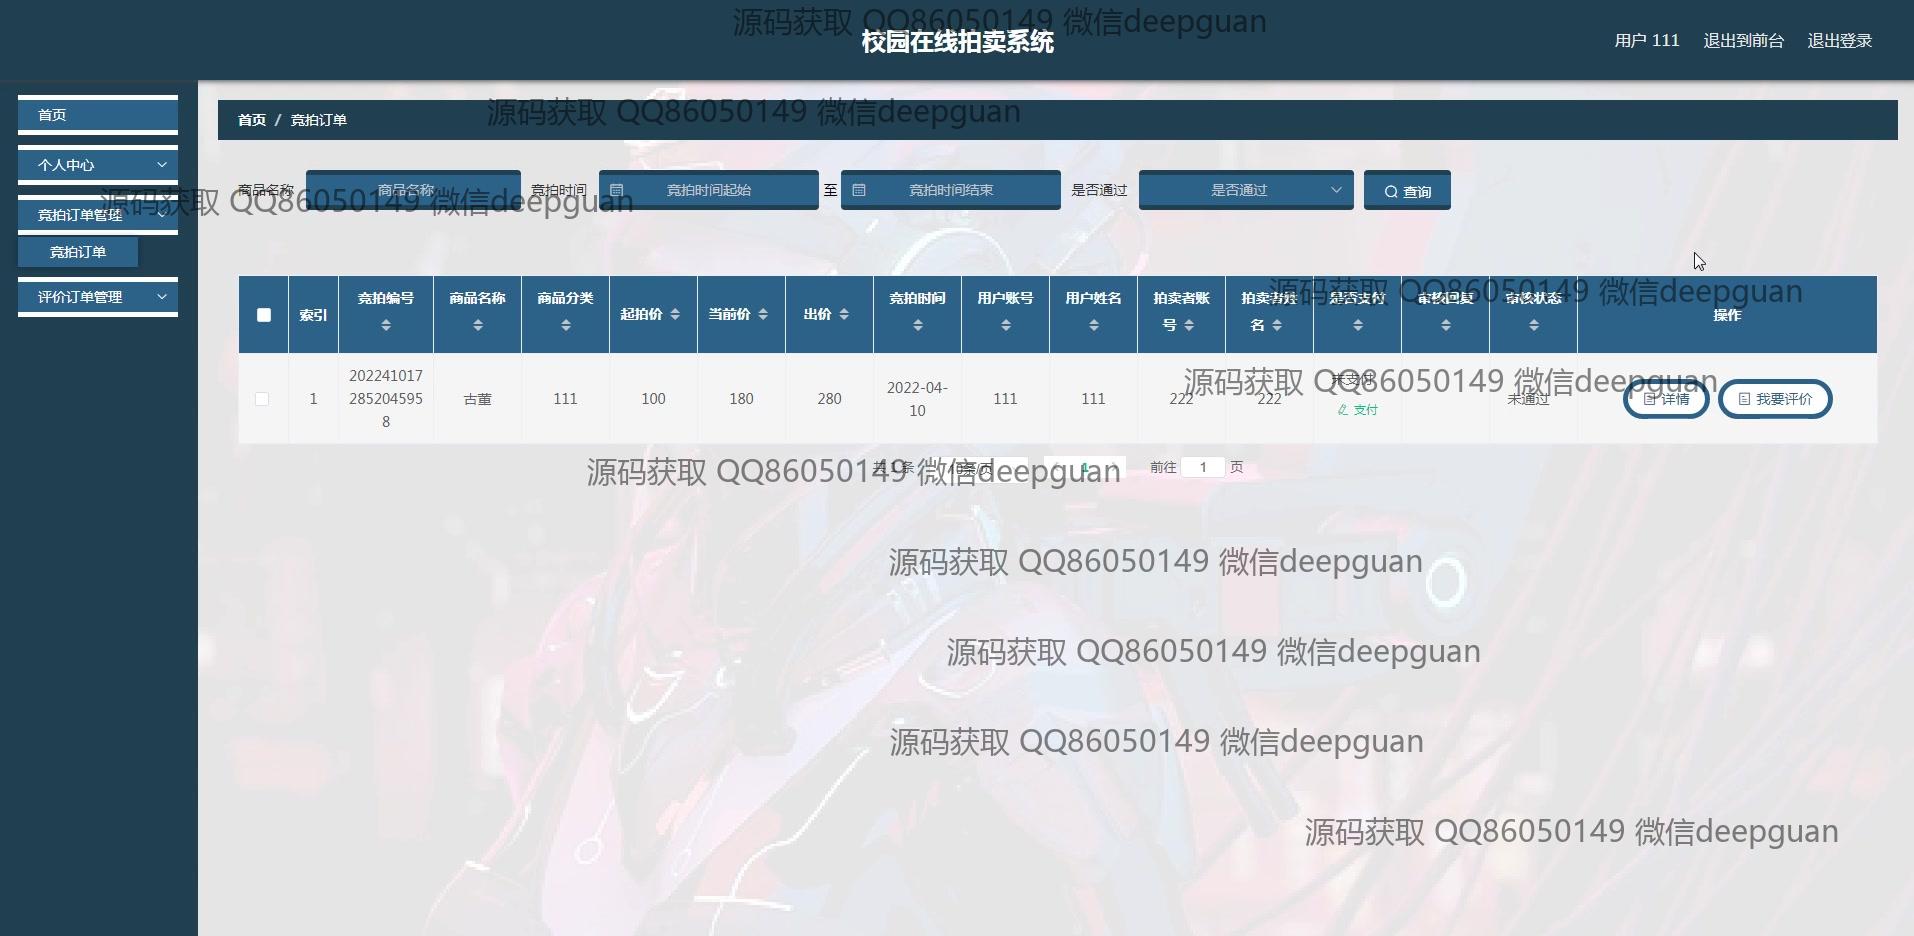 源码获取 QQ86050149 微信deepguan
校园在线拍卖系统
用户 111 退出到前台 退出登录
首页
个人中心
竞拍订单管理
竞拍订单
评价订单管理
源码获取 QQ86050149 微信deepguan
首页 / 竞拍订单
商品名称 商品名称 竞拍时间 竞拍时间起始 至 竞拍时间结束 是否通过 是否通过 查询
源码获取 QQ86050149 微信deepguan
源码获取 QQ86050149 微信deepguan
索引 竞拍编号 商品名称 商品分类 起拍价 当前价 出价 竞拍时间 用户账号 用户姓名 拍卖者账号 拍卖者姓名 是否支付 审核回复 审核状态 操作
源码获取 QQ86050149 微信deepguan
1 202241017 古董 111 100 180 280 2022-04- 111 111 222 222 未支付 未通过 详情 我要评价
285204595 10 支付
8
共 1 条 10条/页 1 前往 1 页
源码获取 QQ86050149 微信deepguan
源码获取 QQ86050149 微信deepguan
源码获取 QQ86050149 微信deepguan
源码获取 QQ86050149 微信deepguan
源码获取 QQ86050149 微信deepguan